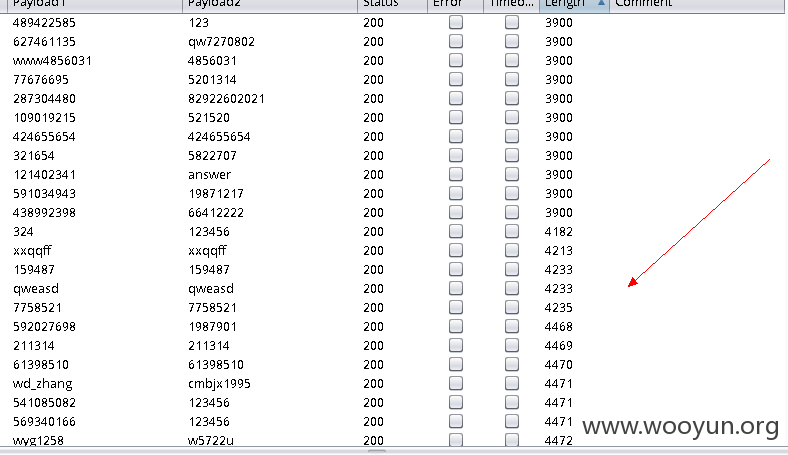 Payload1 Payload2 Status Error Timeo... Length Comment
489422585 123 200 3900
627461135 qw7270802 200 3900
www4856031 4856031 200 3900
77676695 5201314 200 3900
287304480 82922602021 200 3900
109019215 521520 200 3900
424655654 424655654 200 3900
321654 5822707 200 3900
121402341 answer 200 3900
591034943 19871217 200 3900
438992398 66412222 200 3900
324 123456 200 4182
xxqqff xxqqff 200 4213
159487 159487 200 4233
qweasd qweasd 200 4233
7758521 7758521 200 4235
592027698 1987901 200 4468
211314 211314 200 4469
61398510 61398510 200 4470
wd_zhang cmbjx1995 200 4471
541085082 123456 200 4471
569340166 123456 200 4471
wyg1258 w5722u 200 4472
www.wooyun.org